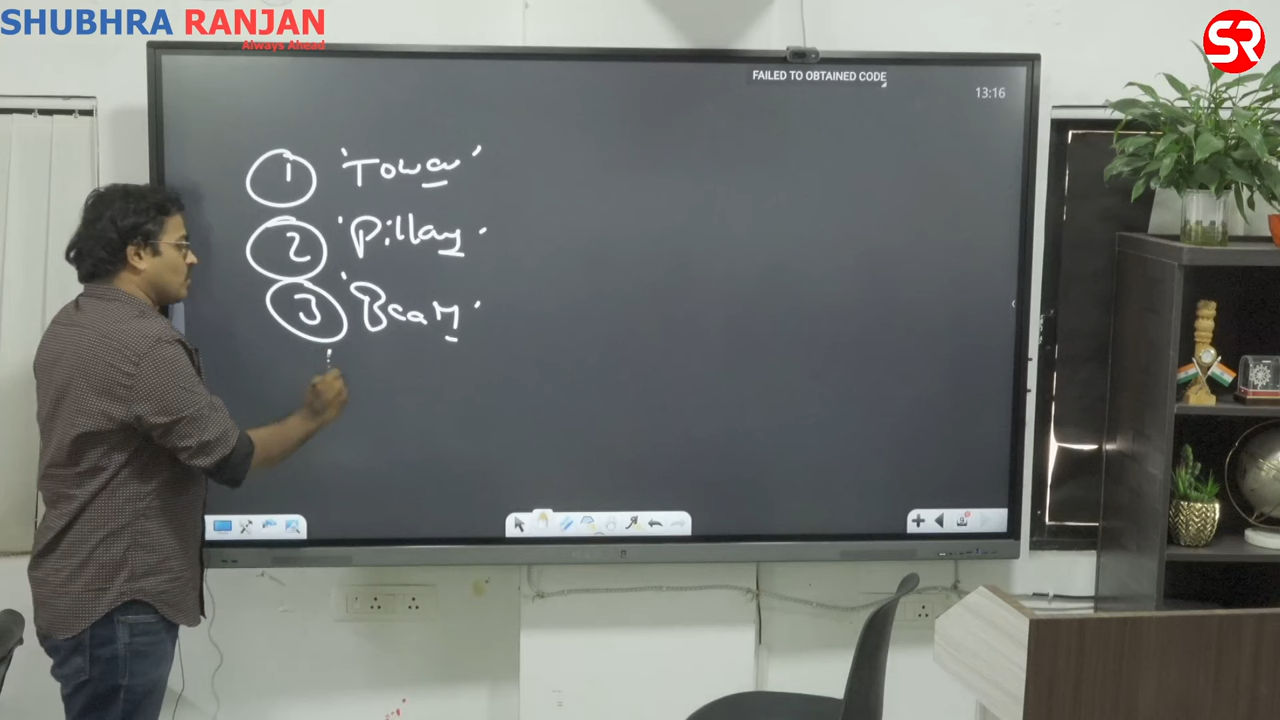 SHUBHRA RANJAN
Always Ahead
SR
FAILED TO OBTAINED CODE
13:16
1 'Tower'
2 'Pillar'
3 'Beam'